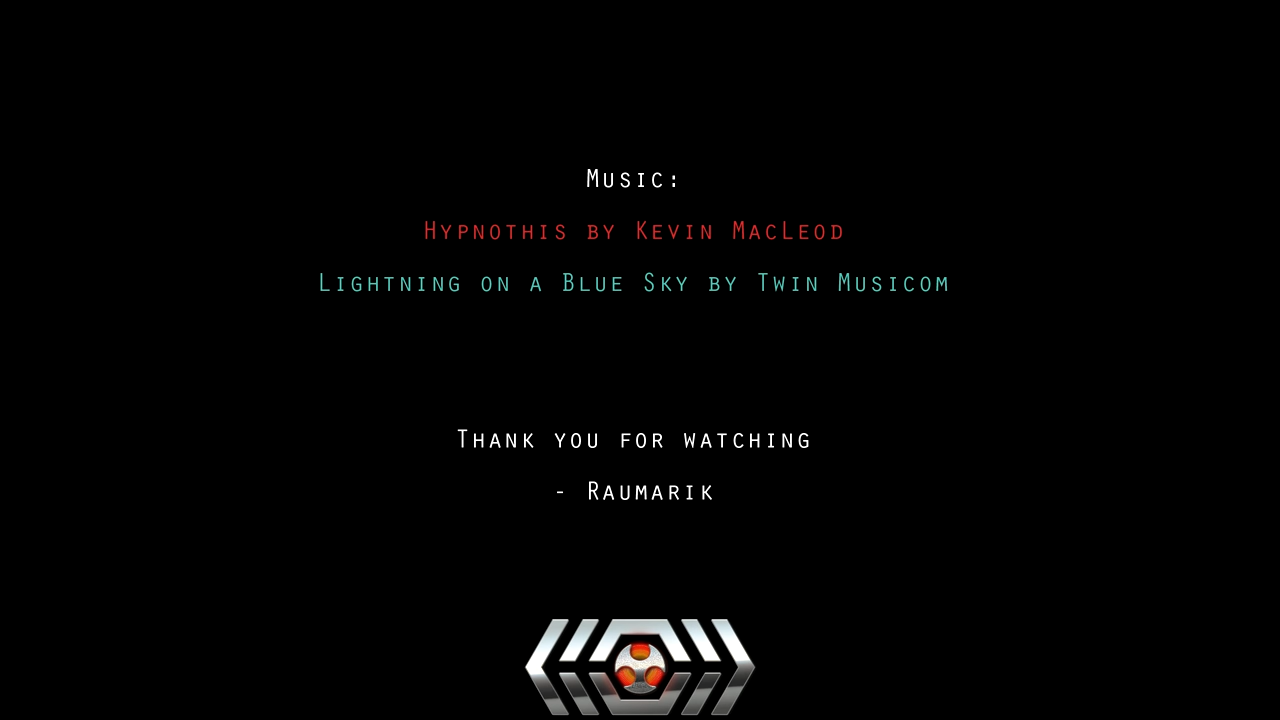 Music:
Hypnothis by Kevin MacLeod
Lightning on a Blue Sky by Twin Musicom
Thank you for watching
- Raumarik